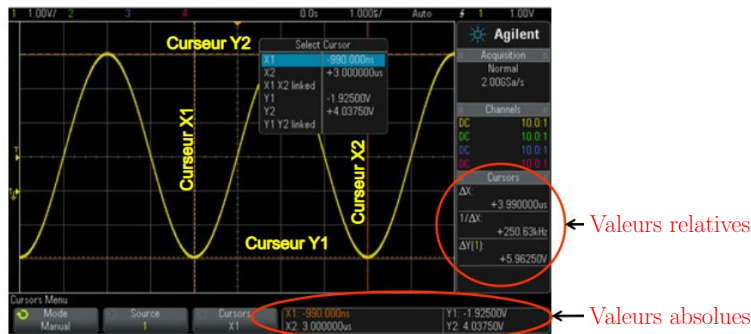 1 1.00V/ 2 3 4 0.0s 1.000s/ Auto 1 1.00V
Agilent
Acquisition
Normal
2.00GSa/s
Channels
DC 10.0:1
DC 10.0:1
DC 10.0:1
DC 10.0:1
Cursors
ΔX:
+3.990000us
1/ΔX:
+250.63kHz
ΔY(1):
+5.96250V
Curseur Y2
Select Cursor
X1 -990.000ns
X2 +3.000000us
X1 X2 linked
Y1 -1.92500V
Y2 +4.03750V
Y1 Y2 linked
Curseur X1
Curseur X2
Curseur Y1
T
Valeurs relatives
Cursors Menu
Mode
Manual
Source
1
Cursors
X1
X1: -990.000ns
X2: 3.000000us
Y1: -1.92500V
Y2: 4.03750V
Valeurs absolues